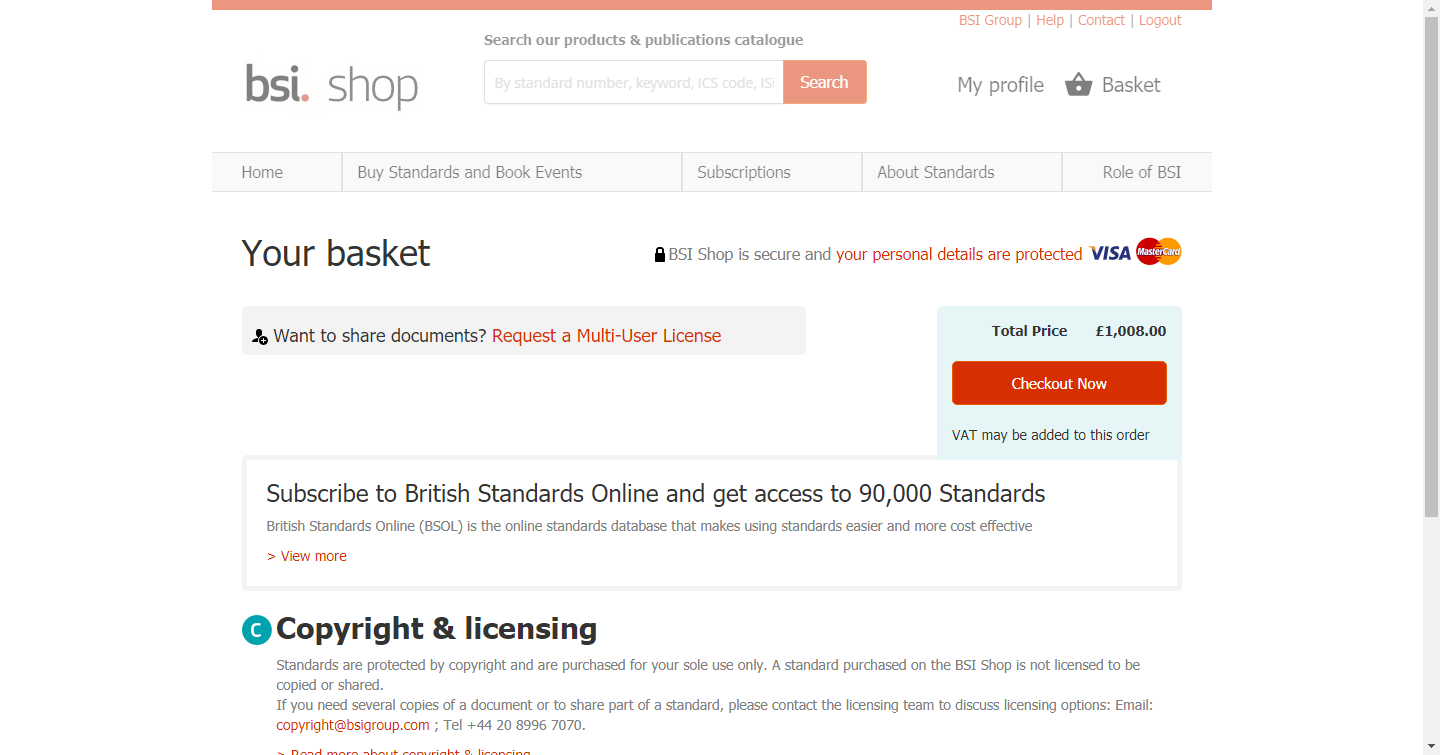 BSI Group | Help | Contact | Logout
Search our products & publications catalogue
bsi. shop
By standard number, keyword, ICS code, ISI
Search
My profile
Basket
Home
Buy Standards and Book Events
Subscriptions
About Standards
Role of BSI
Your basket
BSI Shop is secure and your personal details are protected
VISA
MasterCard
Want to share documents? Request a Multi-User License
Total Price £1,008.00
Checkout Now
VAT may be added to this order
Subscribe to British Standards Online and get access to 90,000 Standards
British Standards Online (BSOL) is the online standards database that makes using standards easier and more cost effective
> View more
C Copyright & licensing
Standards are protected by copyright and are purchased for your sole use only. A standard purchased on the BSI Shop is not licensed to be
copied or shared.
If you need several copies of a document or to share part of a standard, please contact the licensing team to discuss licensing options: Email:
copyright@bsigroup.com ; Tel +44 20 8996 7070.
> Read more about copyright & licensing